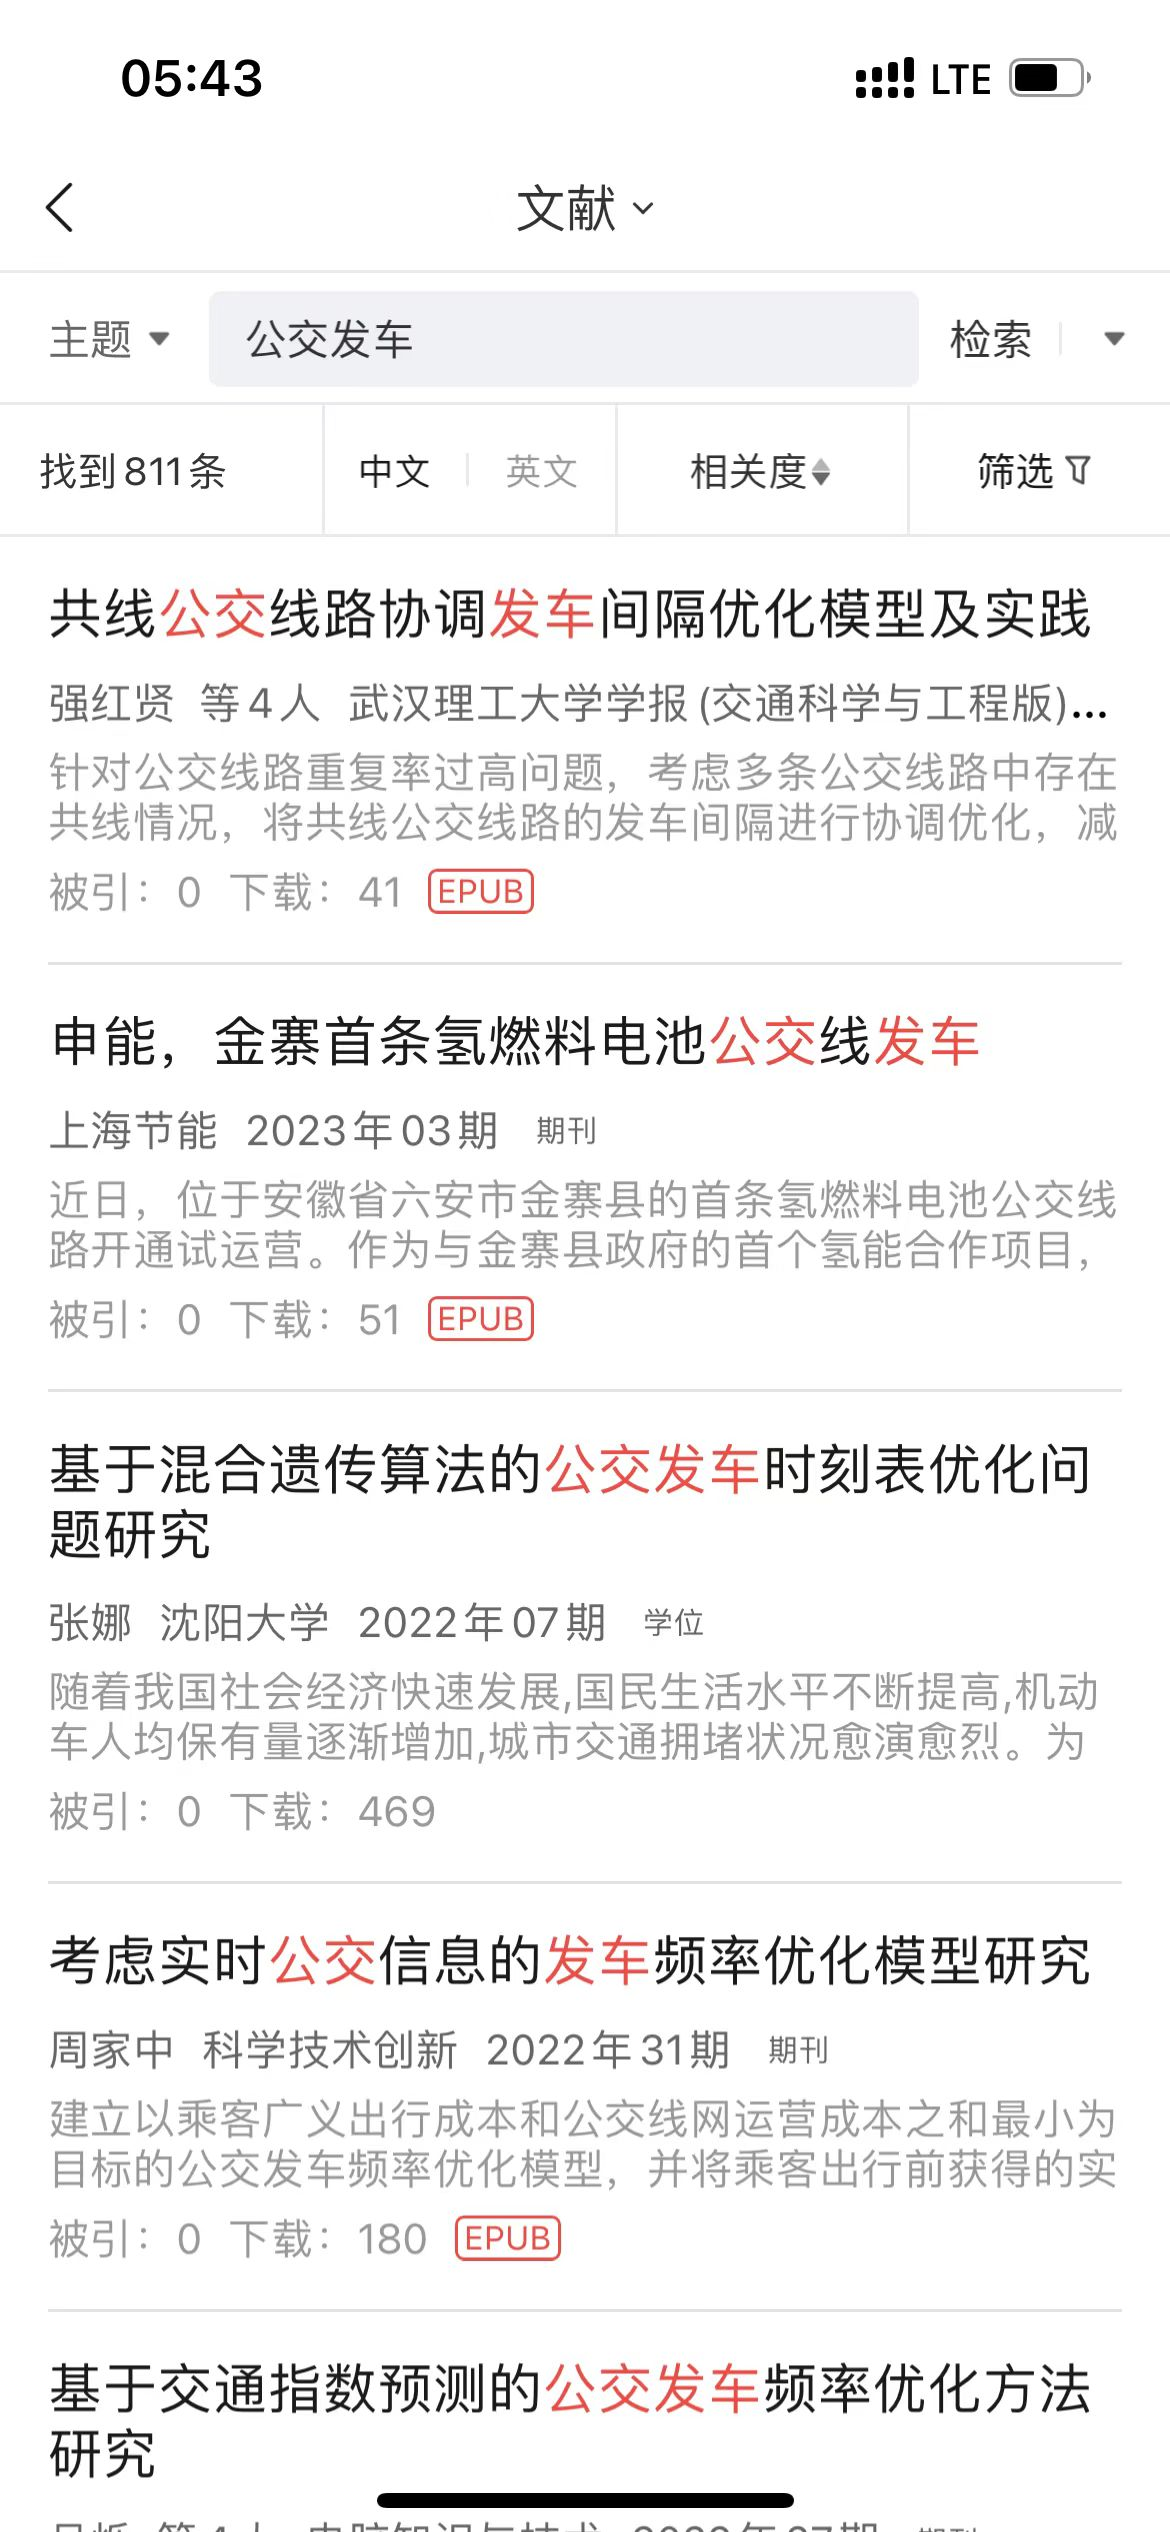 05:43
LTE
文献
主题
公交发车
检索
找到811条
中文
英文
相关度
筛选
共线公交线路协调发车间隔优化模型及实践
强红贤 等4人 武汉理工大学学报(交通科学与工程版)...
针对公交线路重复率过高问题，考虑多条公交线路中存在
共线情况，将共线公交线路的发车间隔进行协调优化，减
被引：0 下载：41 EPUB
申能，金寨首条氢燃料电池公交线发车
上海节能 2023年03期 期刊
近日，位于安徽省六安市金寨县的首条氢燃料电池公交线
路开通试运营。作为与金寨县政府的首个氢能合作项目，
被引：0 下载：51 EPUB
基于混合遗传算法的公交发车时刻表优化问
题研究
张娜 沈阳大学 2022年07期 学位
随着我国社会经济快速发展,国民生活水平不断提高,机动
车人均保有量逐渐增加,城市交通拥堵状况愈演愈烈。为
被引：0 下载：469
考虑实时公交信息的发车频率优化模型研究
周家中 科学技术创新 2022年31期 期刊
建立以乘客广义出行成本和公交线网运营成本之和最小为
目标的公交发车频率优化模型，并将乘客出行前获得的实
被引：0 下载：180 EPUB
基于交通指数预测的公交发车频率优化方法
研究